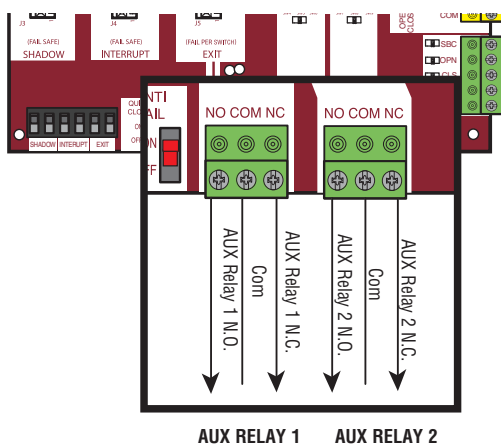 J3
J4
J5
(FAIL SAFE)
(FAIL SAFE)
(FAIL PER SWITCH)
SHADOW
INTERRUPT
EXIT
COM
SBC
OPN
CLS
SHADOW INTERUPT EXIT
NO COM NC
NO COM NC
ON
AUX Relay 1 N.O.
Com
AUX Relay 1 N.C.
AUX Relay 2 N.O.
Com
AUX Relay 2 N.C.
AUX RELAY 1
AUX RELAY 2